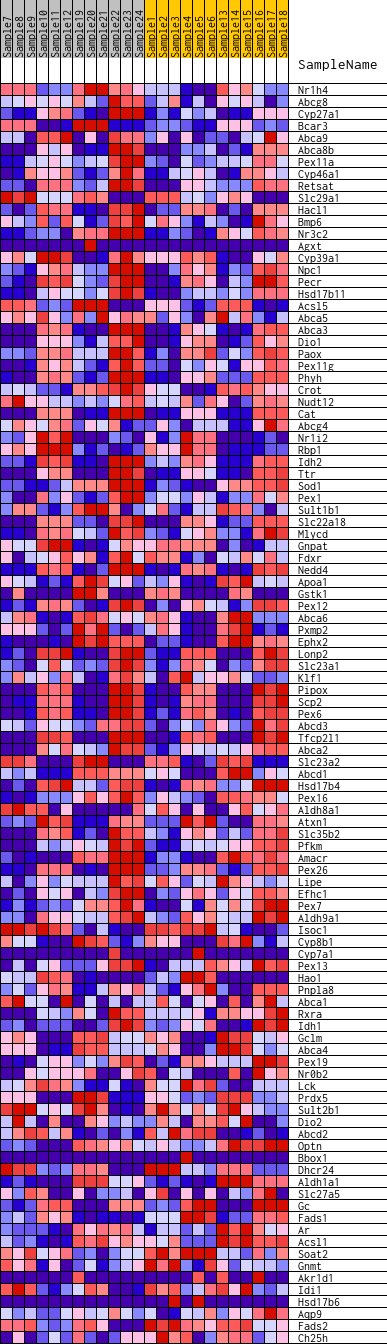 Sample7
Sample8
Sample9
Sample10
Sample11
Sample12
Sample19
Sample20
Sample21
Sample22
Sample23
Sample24
Sample1
Sample2
Sample3
Sample4
Sample5
Sample6
Sample13
Sample14
Sample15
Sample16
Sample17
Sample18
SampleName
Nr1h4
Abcg8
Cyp27a1
Bcar3
Abca9
Abca8b
Pex11a
Cyp46a1
Retsat
Slc29a1
Hacl1
Bmp6
Nr3c2
Agxt
Cyp39a1
Npc1
Pecr
Hsd17b11
Acsl5
Abca5
Abca3
Dio1
Paox
Pex11g
Phyh
Crot
Nudt12
Cat
Abcg4
Nr1i2
Rbp1
Idh2
Ttr
Sod1
Pex1
Sult1b1
Slc22a18
Mlycd
Gnpat
Fdxr
Nedd4
Apoa1
Gstk1
Pex12
Abca6
Pxmp2
Ephx2
Lonp2
Slc23a1
Klf1
Pipox
Scp2
Pex6
Abcd3
Tfcp2l1
Abca2
Slc23a2
Abcd1
Hsd17b4
Pex16
Aldh8a1
Atxn1
Slc35b2
Pfkm
Amacr
Pex26
Lipe
Efhc1
Pex7
Aldh9a1
Isoc1
Cyp8b1
Cyp7a1
Pex13
Hao1
Pnpla8
Abca1
Rxra
Idh1
Gclm
Abca4
Pex19
Nr0b2
Lck
Prdx5
Sult2b1
Dio2
Abcd2
Optn
Bbox1
Dhcr24
Aldh1a1
Slc27a5
Gc
Fads1
Ar
Acsl1
Soat2
Gnmt
Akr1d1
Idi1
Hsd17b6
Aqp9
Fads2
Ch25h